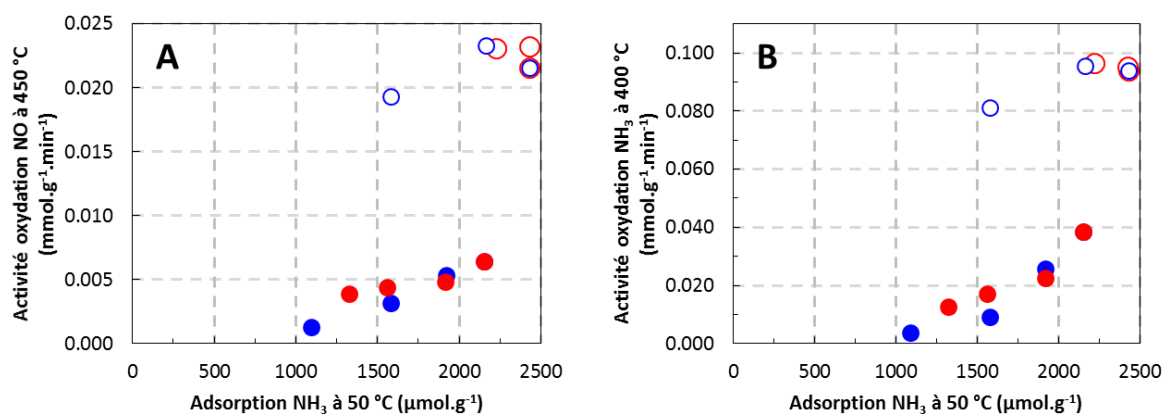 A
Activité oxydation NO à 450 °C
(mmol.g⁻¹.min⁻¹)
0.025
0.020
0.015
0.010
0.005
0.000
0 500 1000 1500 2000 2500
Adsorption NH₃ à 50 °C (µmol.g⁻¹)
B
Activité oxydation NH₃ à 400 °C
(mmol.g⁻¹.min⁻¹)
0.100
0.080
0.060
0.040
0.020
0.000
0 500 1000 1500 2000 2500
Adsorption NH₃ à 50 °C (µmol.g⁻¹)